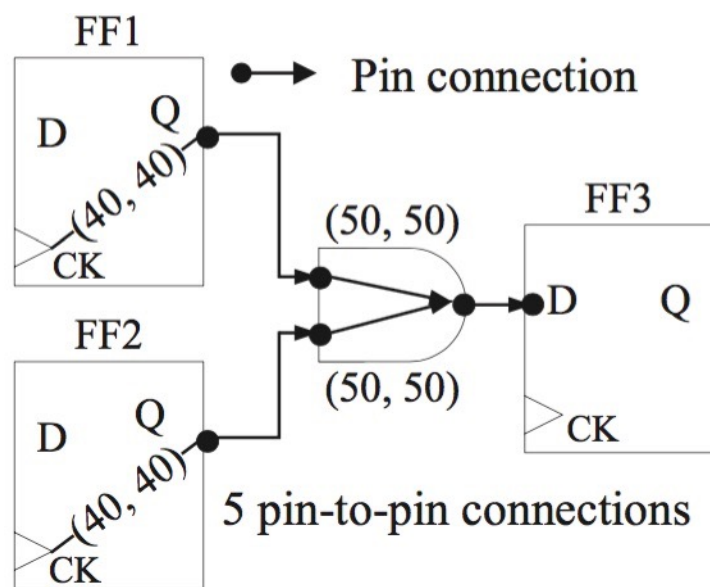 FF1
Pin connection
D
Q
(40, 40)
CK
(50, 50)
FF3
D
Q
CK
FF2
D
Q
(40, 40)
CK
(50, 50)
5 pin-to-pin connections